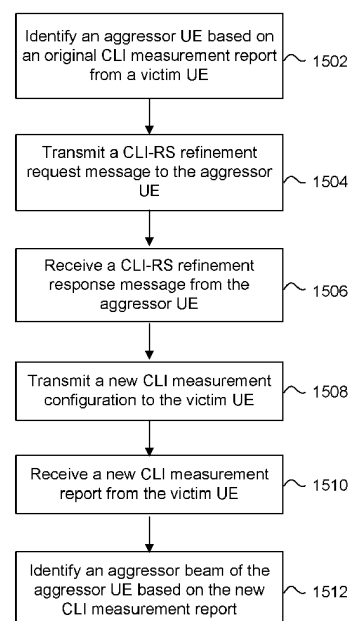 Identify an aggressor UE based on
an original CLI measurement report
from a victim UE
1502
Transmit a CLI-RS refinement
request message to the aggressor
UE
1504
Receive a CLI-RS refinement
response message from the
aggressor UE
1506
Transmit a new CLI measurement
configuration to the victim UE
1508
Receive a new CLI measurement
report from the victim UE
1510
Identify an aggressor beam of the
aggressor UE based on the new
CLI measurement report
1512